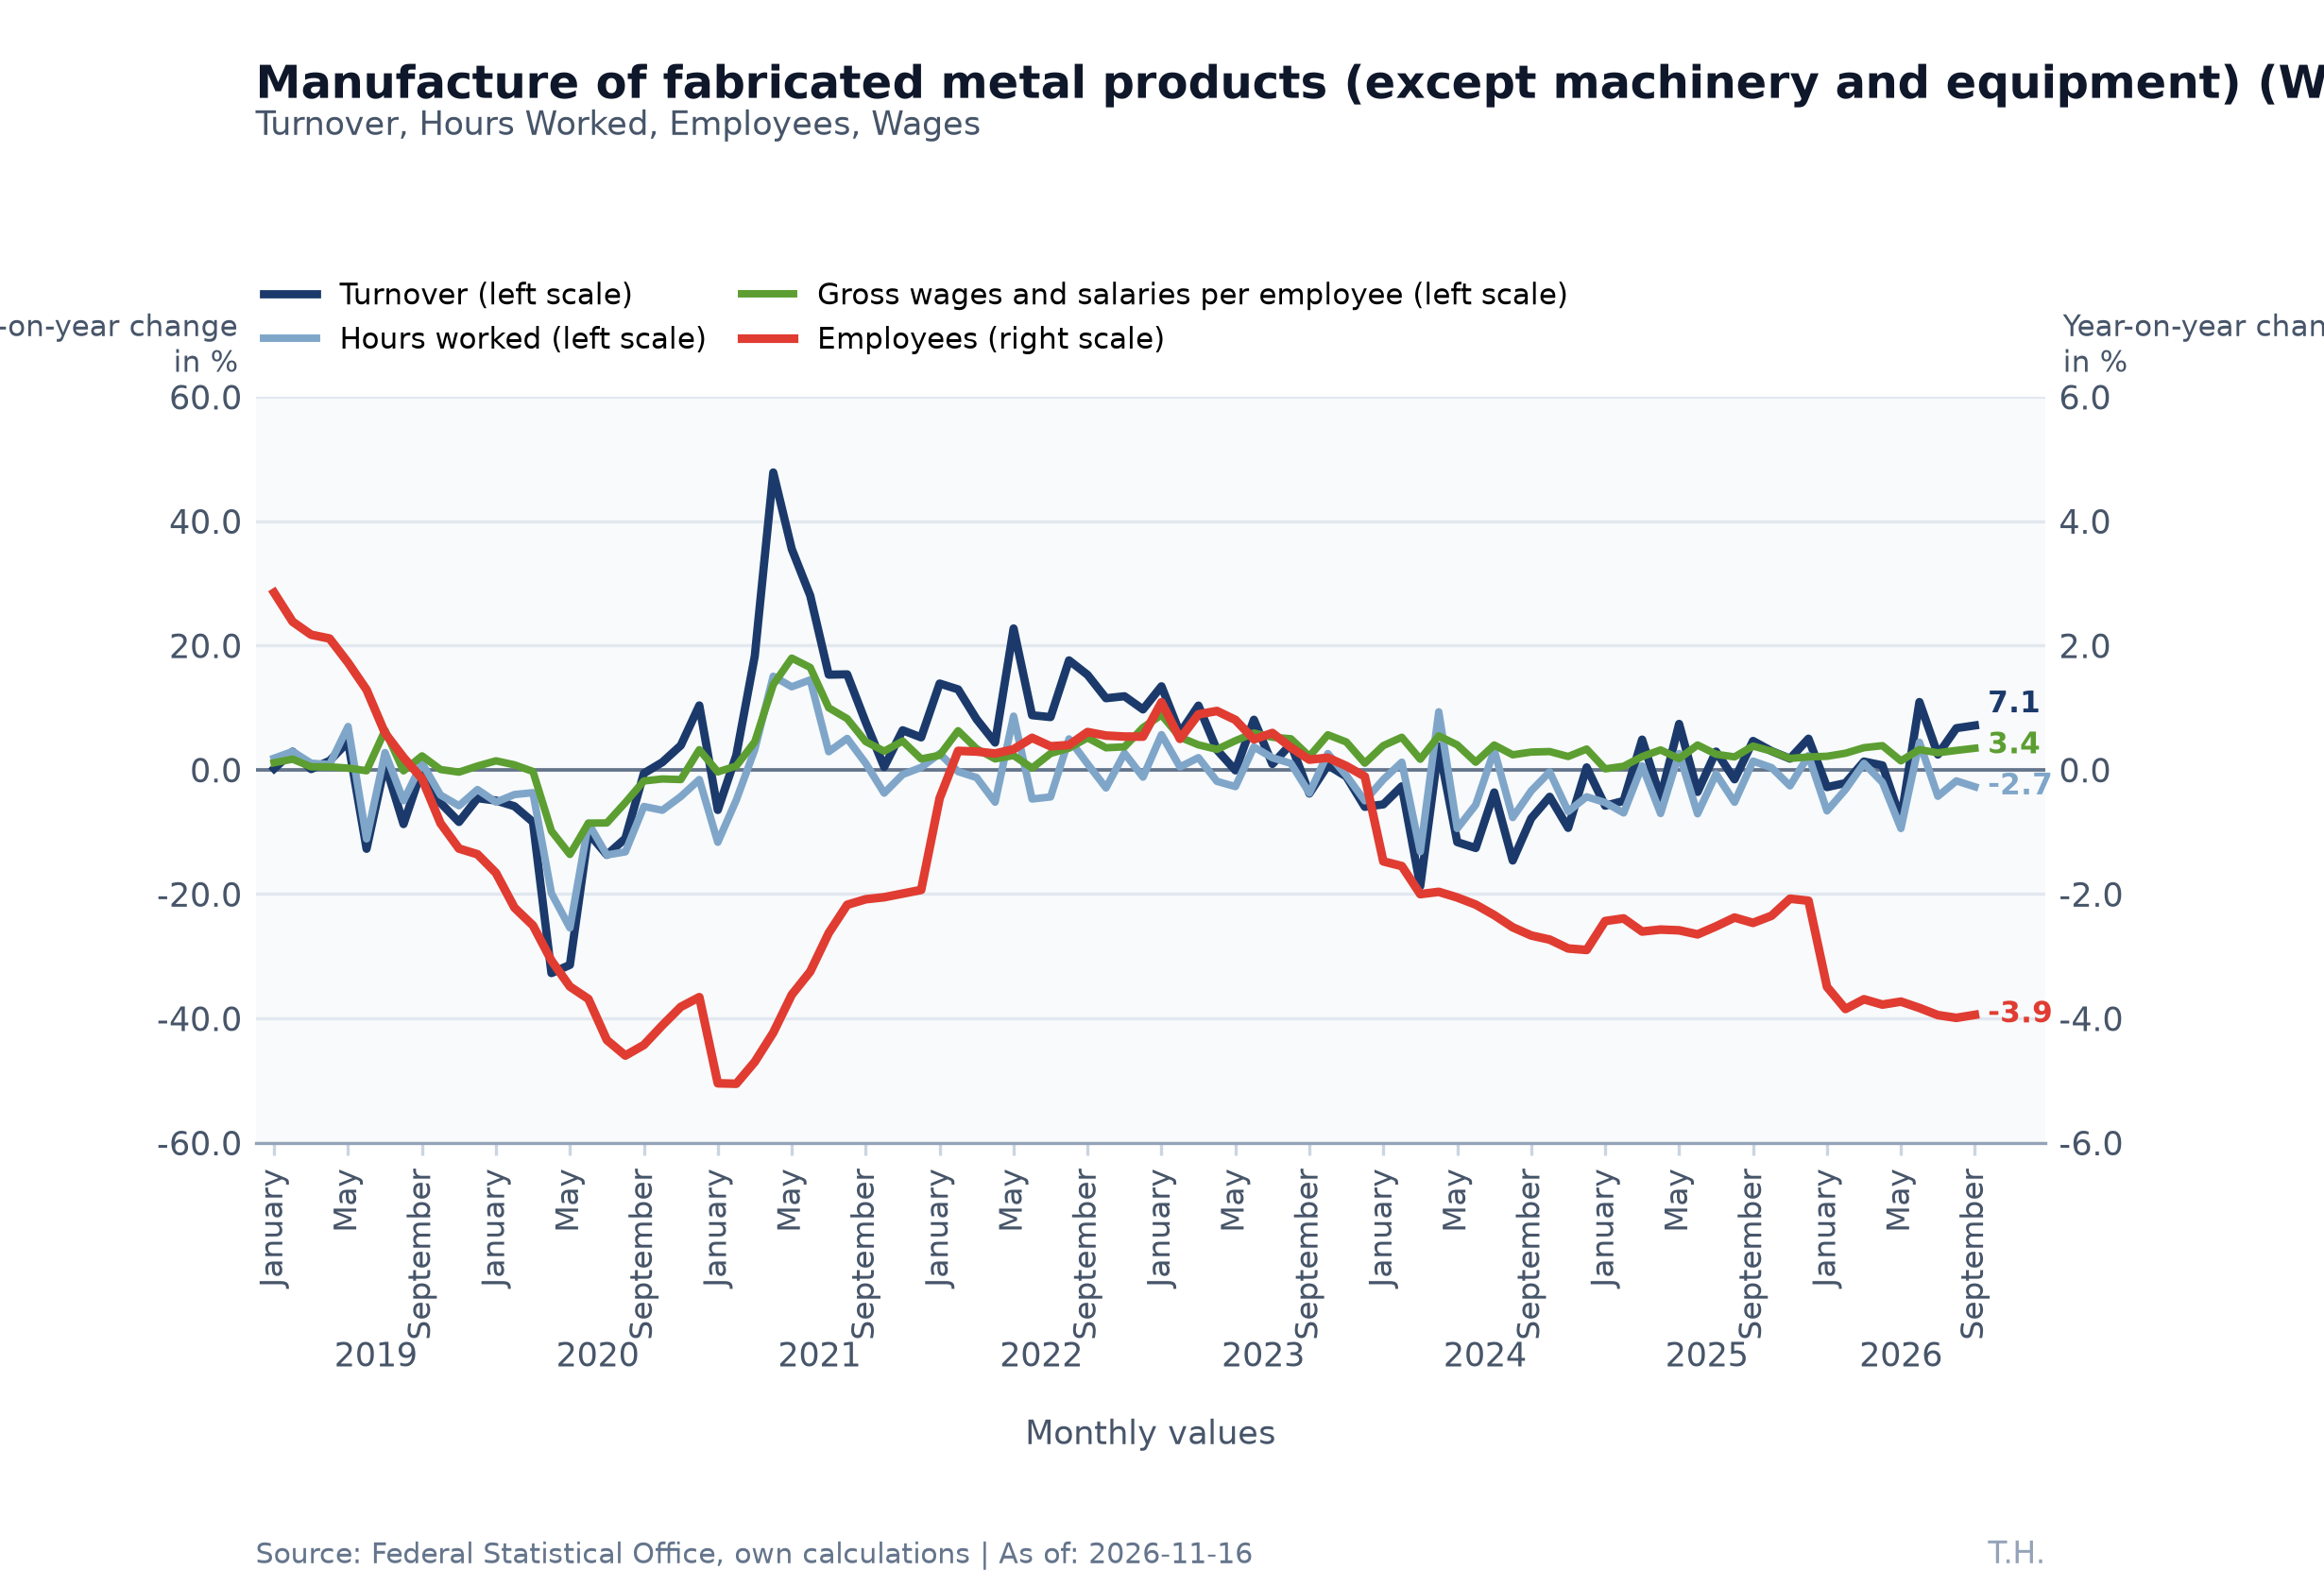 Manufacture of fabricated metal products (except machinery and equipment) (W
Turnover, Hours Worked, Employees, Wages
Turnover (left scale)
Hours worked (left scale)
Gross wages and salaries per employee (left scale)
Employees (right scale)
-on-year change
in %
Year-on-year chan
in %
60.0
40.0
20.0
0.0
-20.0
-40.0
-60.0
6.0
4.0
2.0
0.0
-2.0
-4.0
-6.0
7.1
3.4
-2.7
-3.9
January
May
September
January
May
September
January
May
September
January
May
September
January
May
September
January
May
September
January
May
September
January
May
September
2019
2020
2021
2022
2023
2024
2025
2026
Monthly values
Source: Federal Statistical Office, own calculations | As of: 2026-11-16
T.H.